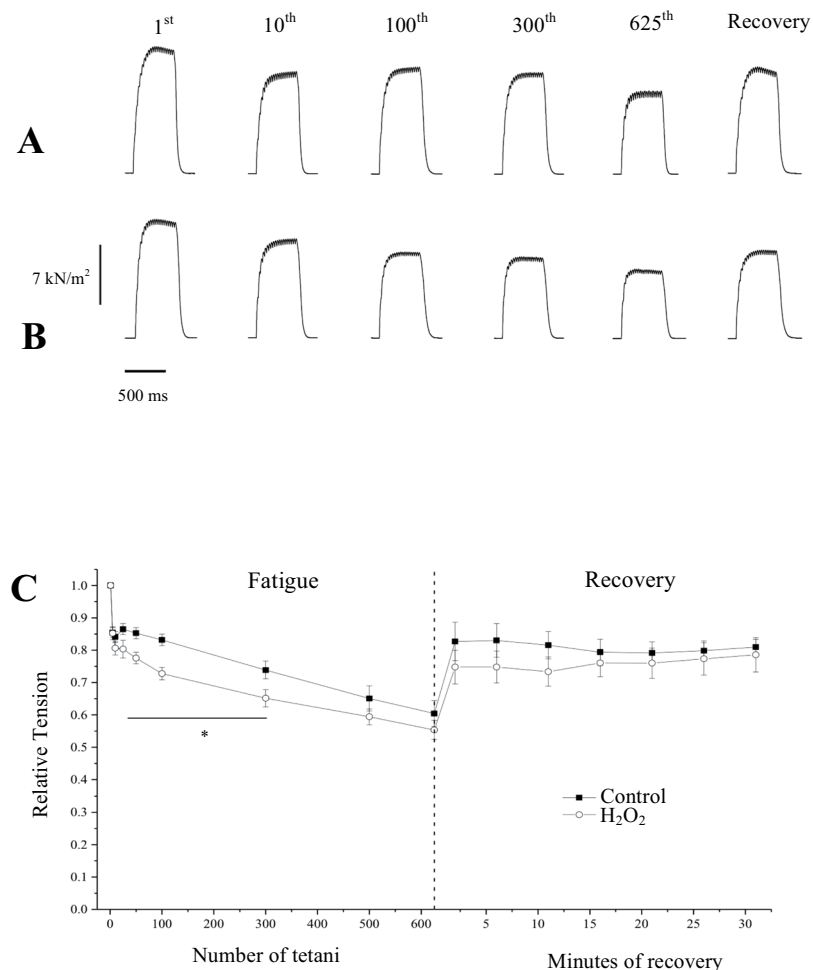 1st 10th 100th 300th 625th Recovery
A
7 kN/m2
B
500 ms
C
Fatigue Recovery
1.0
0.9
0.8
0.7
0.6
0.5
0.4
0.3
0.2
0.1
0.0
*
Control
H2O2
Relative Tension
0 100 300 500 600 5 10 15 20 25 30
Number of tetani Minutes of recovery